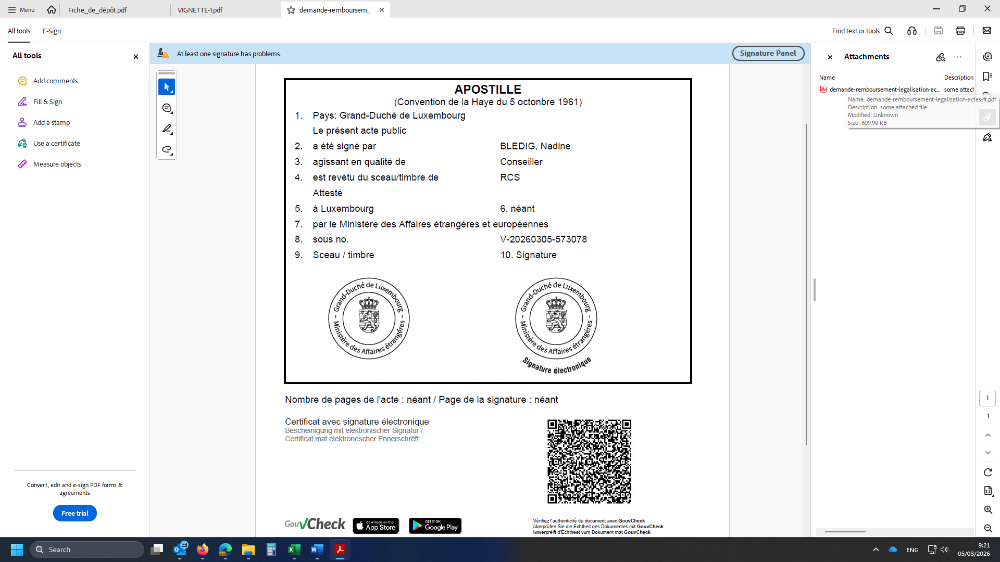 Menu
Fiche_de_dépôt.pdf
VIGNETTE-1.pdf
demande-remboursem...
All tools
E-Sign
Find text or tools
All tools
Add comments
Fill & Sign
Add a stamp
Use a certificate
Measure objects
Convert, edit and e-sign PDF forms &
agreements
Free trial
At least one signature has problems.
Signature Panel
APOSTILLE
(Convention de la Haye du 5 octonbre 1961)
1. Pays: Grand-Duché de Luxembourg
Le présent acte public
2. a été signé par BLEDIG, Nadine
3. agissant en qualité de Conseiller
4. est revétu du sceau/timbre de RCS
Attesté
5. à Luxembourg 6. néant
7. par le Ministère des Affaires étrangères et européennes
8. sous no. V-20260305-573078
9. Sceau / timbre 10. Signature
- Grand-Duché de Luxembourg -
Ministère des Affaires étrangéres
- Grand-Duché de Luxembourg -
Ministère des Affaires étrangéres
Signature électronique
Nombre de pages de l'acte : néant / Page de la signature : néant
Certificat avec signature électronique
Bescheinigung mit elektronischer Signatur /
Certificat mat elektronescher Ennerschrëft
GouvCheck
Download on the
App Store
GET IT ON
Google Play
Vérifiez l'authenticité du document avec GouvCheck
überprüfen Sie die Echtheit des Dokumentes mit GouvCheck
Iwwerpréift d'Echtheet vum Dokument mat GouvCheck
Attachments
Name Description
demande-remboursement-legalisation-ac... some attach
Name: demande-remboursement-legalisation-actes-fr.pdf
Description: some attached file
Modified: Unknown
Size: 609.98 KB
1
1
1:1
Search
ENG
9:21
05/03/2026